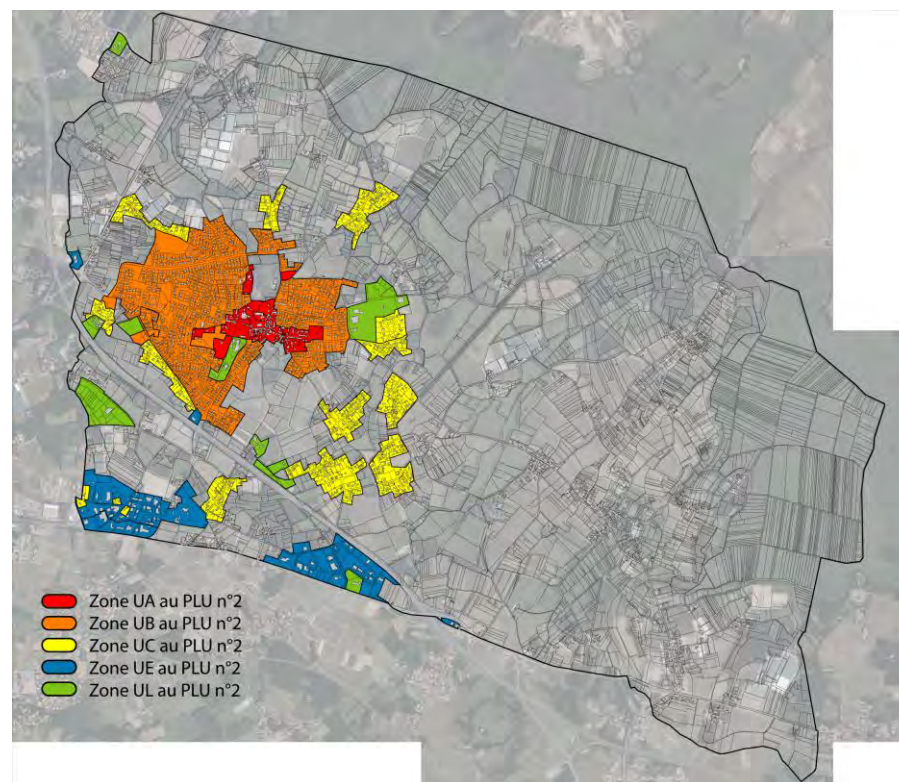 Zone UA au PLU n°2
Zone UB au PLU n°2
Zone UC au PLU n°2
Zone UE au PLU n°2
Zone UL au PLU n°2